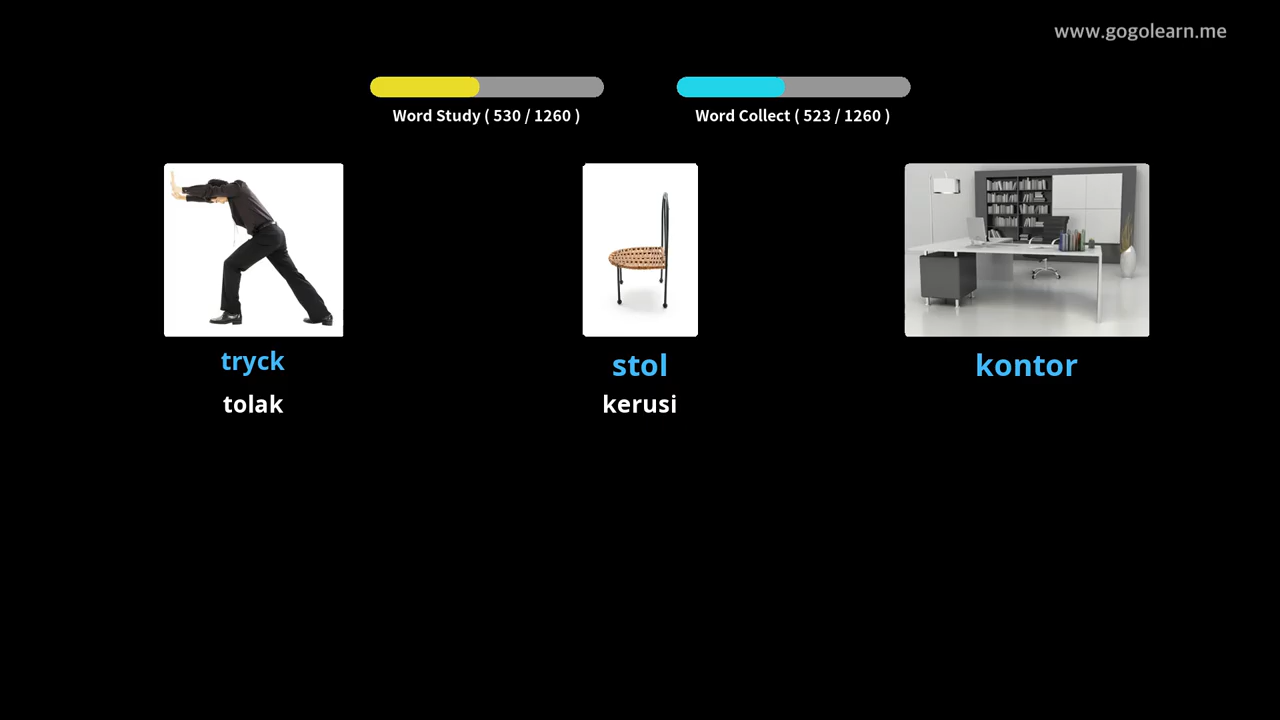 www.gogolearn.me
Word Study ( 530 / 1260 )
Word Collect ( 523 / 1260 )
tryck
stol
kontor
tolak
kerusi